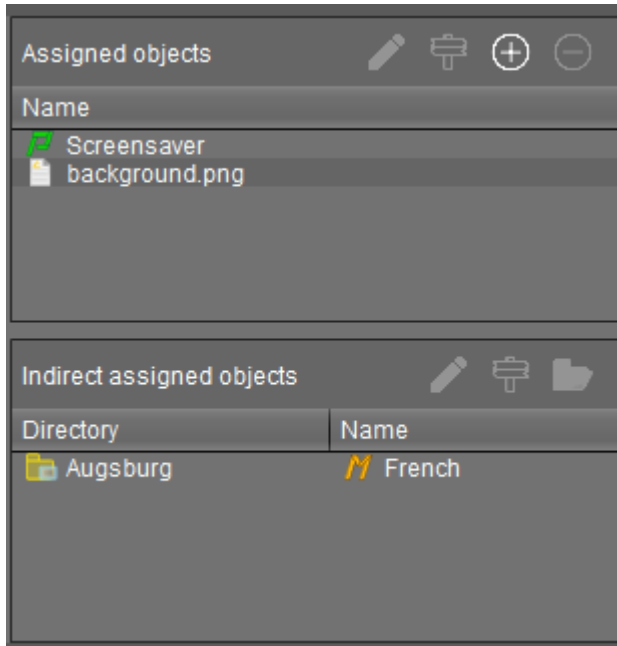 Assigned objects
Name
Screensaver
background.png
Indirect assigned objects
Directory Name
Augsburg French